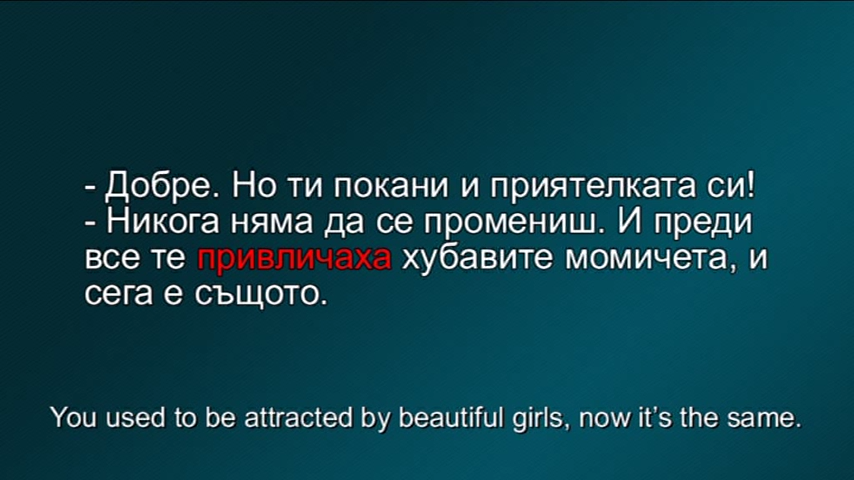 - Добре. Но ти покани и приятелката си!
- Никога няма да се промениш. И преди
все те привличаха хубавите момичета, и
сега е същото.
You used to be attracted by beautiful girls, now it's the same.